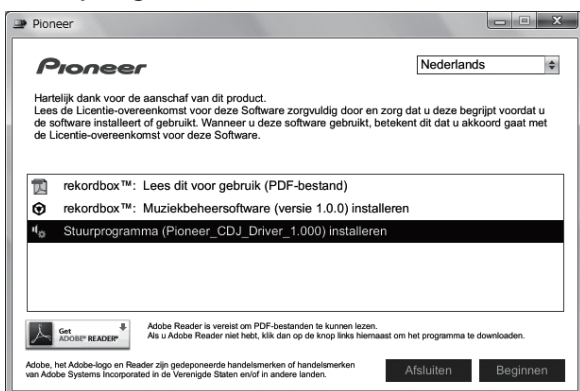 Pioneer
Pioneer
Nederlands
Hartelijk dank voor de aanschaf van dit product.
Lees de Licentie-overeenkomst voor deze Software zorgvuldig door en zorg dat u deze begrijpt voordat u
de software installeert of gebruikt. Wanneer u deze software gebruikt, betekent dit dat u akkoord gaat met
de Licentie-overeenkomst voor deze Software.
rekordbox™: Lees dit voor gebruik (PDF-bestand)
rekordbox™: Muziekbeheersoftware (versie 1.0.0) installeren
Stuurprogramma (Pioneer_CDJ_Driver_1.000) installeren
Get
ADOBE® READER®
Adobe Reader is vereist om PDF-bestanden te kunnen lezen.
Als u Adobe Reader niet hebt, klik dan op de knop links hiernaast om het programma te downloaden.
Adobe, het Adobe-logo en Reader zijn gedeponeerde handelsmerken of handelsmerken
van Adobe Systems Incorporated in de Verenigde Staten en/of in andere landen.
Afsluiten
Beginnen